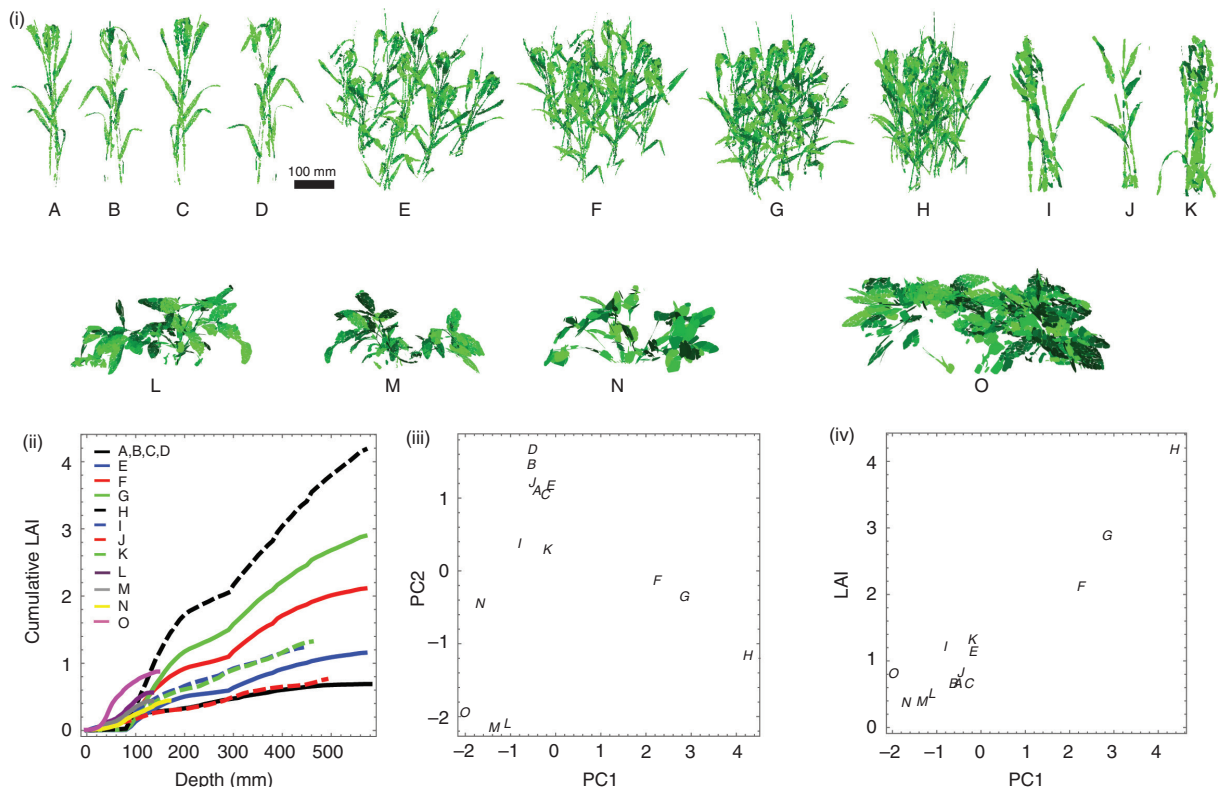 (i)
100 mm
A B C D E F G H I J K
L M N O
(ii) (iii) (iv)
A,B,C,D
E
F
G
H
I
J
K
L
M
N
O
4
3
2
1
0
Cumulative LAI
0 100 200 300 400 500
Depth (mm)
1
0
–1
–2
PC2
D
B
J E
A C
I K
F
N G
H
O
M L
–2 –1 0 1 2 3 4
PC1
4
3
2
1
0
LAI
H
G
F
K
I E
O J
B A C
L
N M
–2 –1 0 1 2 3 4
PC1